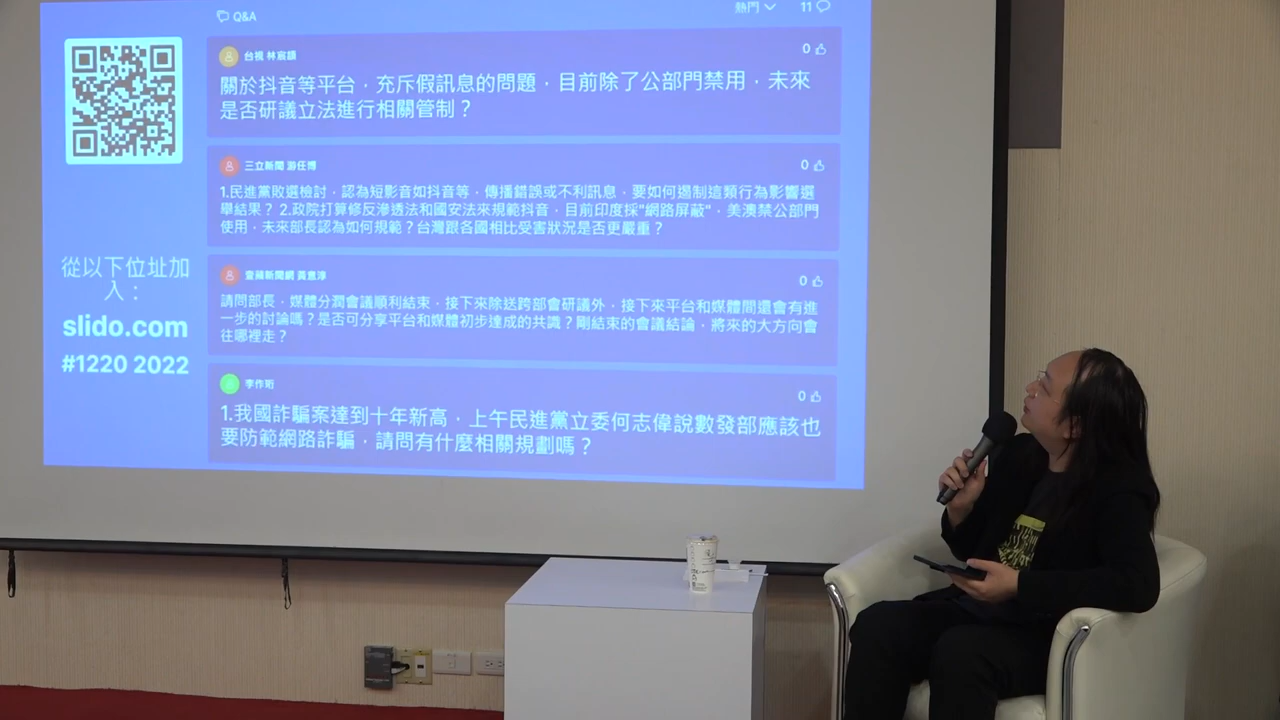 Q&A
熱門
11
台視 林宸謙
0
關於抖音等平台，充斥假訊息的問題，目前除了公部門禁用，未來
是否研議立法進行相關管制？
三立新聞 游任博
0
1.民進黨敗選檢討，認為短影音如抖音等，傳播錯誤或不利訊息，要如何遏制這類行為影響選
舉結果？ 2.政院打算修反滲透法和國安法來規範抖音，目前印度採"網路屏蔽"，美澳禁公部門
使用，未來部長認為如何規範？台灣跟各國相比受害狀況是否更嚴重？
壹蘋新聞網 黃意淳
0
請問部長，媒體分潤會議順利結束，接下來除送跨部會研議外，接下來平台和媒體間還會有進
一步的討論嗎？是否可分享平台和媒體初步達成的共識？剛結束的會議結論，將來的大方向會
往哪裡走？
李作珩
0
1.我國詐騙案達到十年新高，上午民進黨立委何志偉說數發部應該也
要防範網路詐騙，請問有什麼相關規劃嗎？
從以下位址加
入：
slido.com
#1220 2022